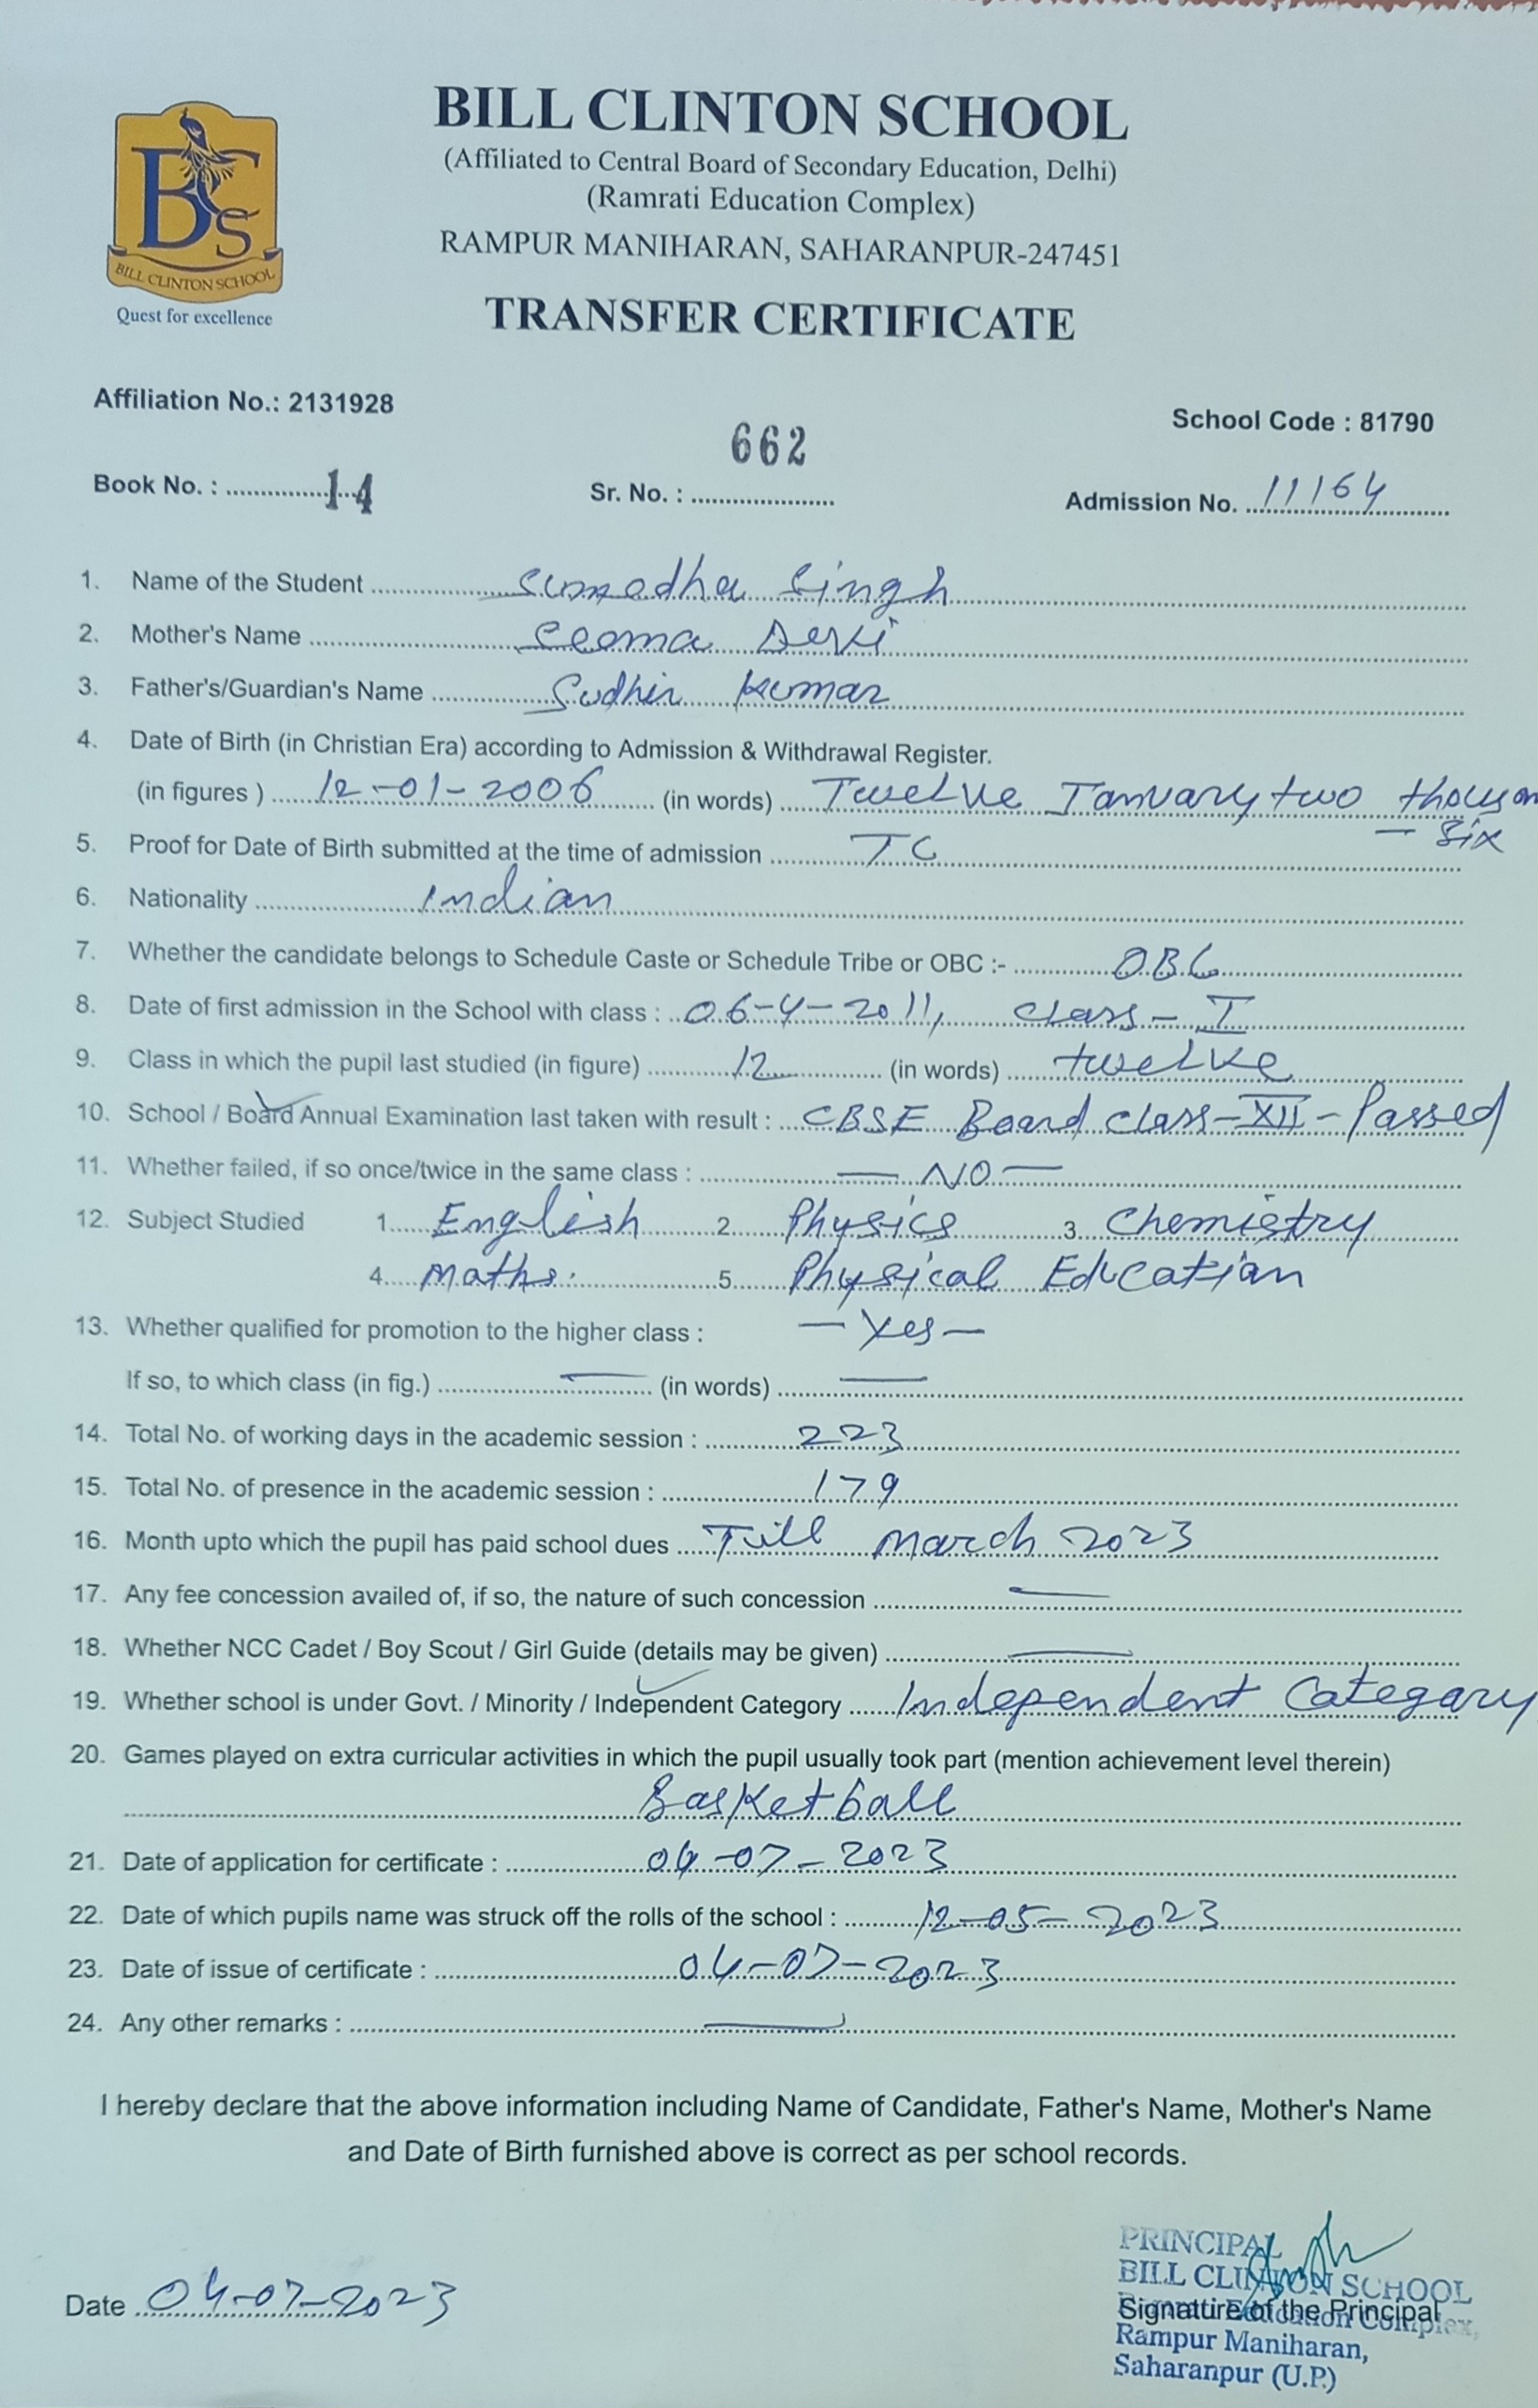 BILL CLINTON SCHOOL
(Affiliated to Central Board of Secondary Education, Delhi)
(Ramrati Education Complex)
RAMPUR MANIHARAN, SAHARANPUR-247451
TRANSFER CERTIFICATE
BCS
BILL CLINTON SCHOOL
Quest for excellence
Affiliation No.: 2131928
School Code : 81790
Book No. : 14 Sr. No. : 662 Admission No. 11164
1. Name of the Student Sumedha Singh
2. Mother's Name Seema Devi
3. Father's/Guardian's Name Sudhir Kumar
4. Date of Birth (in Christian Era) according to Admission & Withdrawal Register.
(in figures ) 12-01-2006 (in words) Twelve January two thousan
- Six
5. Proof for Date of Birth submitted at the time of admission TC
6. Nationality Indian
7. Whether the candidate belongs to Schedule Caste or Schedule Tribe or OBC :- OBC
8. Date of first admission in the School with class : 06-4-2011, class - I
9. Class in which the pupil last studied (in figure) 12 (in words) twelve
10. School / Board Annual Examination last taken with result : CBSE Board class-XII-Passed
11. Whether failed, if so once/twice in the same class : — NO —
12. Subject Studied 1. English 2. Physics 3. Chemistry
4. Maths. 5. Physical Education
13. Whether qualified for promotion to the higher class : - Yes -
If so, to which class (in fig.) — (in words) —
14. Total No. of working days in the academic session : 223
15. Total No. of presence in the academic session : 179
16. Month upto which the pupil has paid school dues Till March 2023
17. Any fee concession availed of, if so, the nature of such concession —
18. Whether NCC Cadet / Boy Scout / Girl Guide (details may be given) —
19. Whether school is under Govt. / Minority / Independent Category Independent Category
20. Games played on extra curricular activities in which the pupil usually took part (mention achievement level therein)
Basketball
21. Date of application for certificate : 04-07-2023
22. Date of which pupils name was struck off the rolls of the school : 12-05-2023
23. Date of issue of certificate : 04-07-2023
24. Any other remarks : —
I hereby declare that the above information including Name of Candidate, Father's Name, Mother's Name
and Date of Birth furnished above is correct as per school records.
Date 04-07-2023
PRINCIPAL
BILL CLINTON SCHOOL
Signature of the Principal
Education Complex,
Rampur Maniharan,
Saharanpur (U.P.)